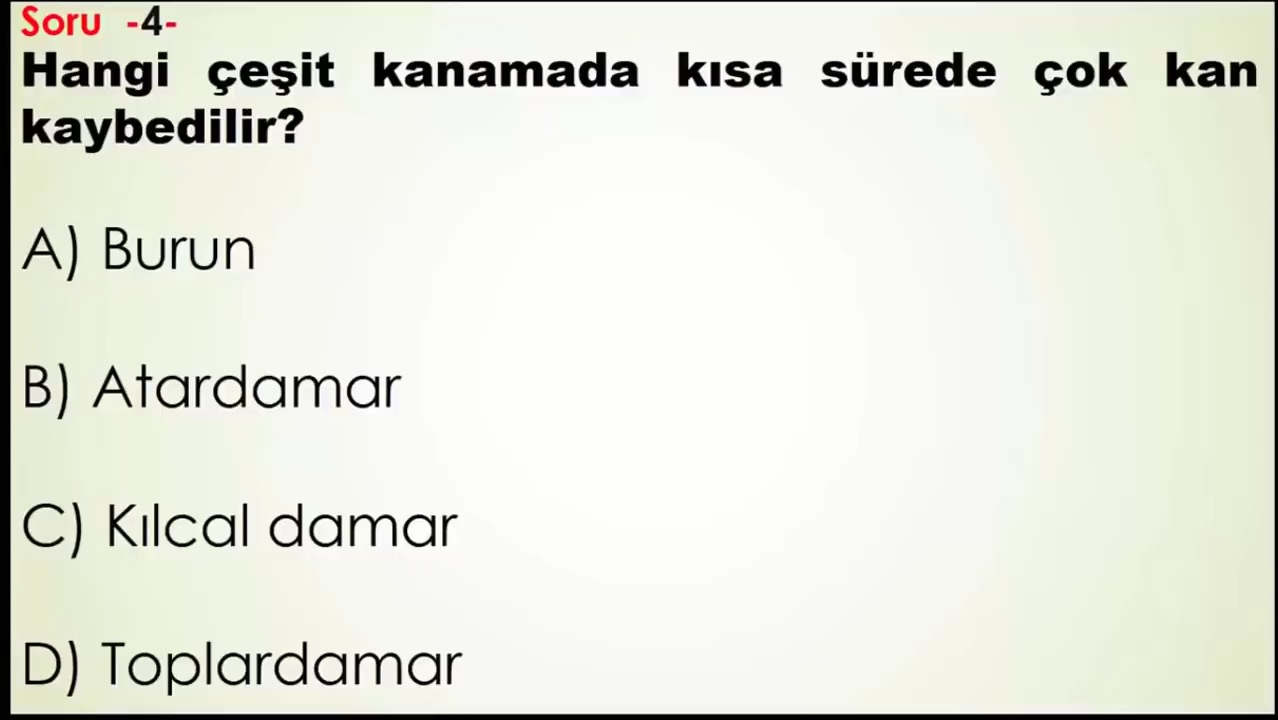 Soru -4-
Hangi çeşit kanamada kısa sürede çok kan
kaybedilir?
A) Burun
B) Atardamar
C) Kılcal damar
D) Toplardamar